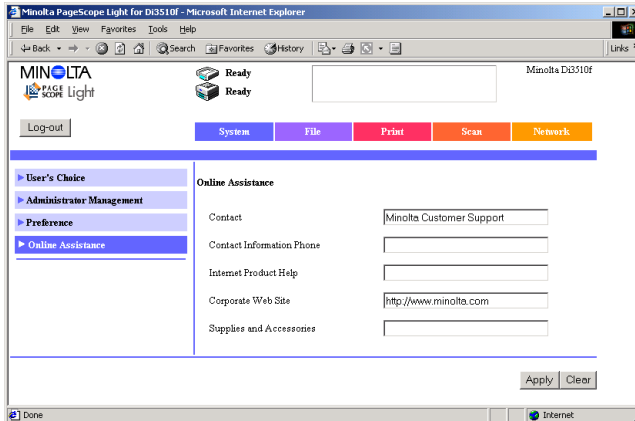 Minolta PageScope Light for Di3510f - Microsoft Internet Explorer
File Edit View Favorites Tools Help
Back Search Favorites History Links
MINOLTA
PAGE SCOPE Light
Ready
Ready
Minolta Di3510f
Log-out
System File Print Scan Network
User's Choice
Administrator Management
Preference
Online Assistance
Online Assistance
Contact Minolta Customer Support
Contact Information Phone
Internet Product Help
Corporate Web Site http://www.minolta.com
Supplies and Accessories
Apply Clear
Done Internet